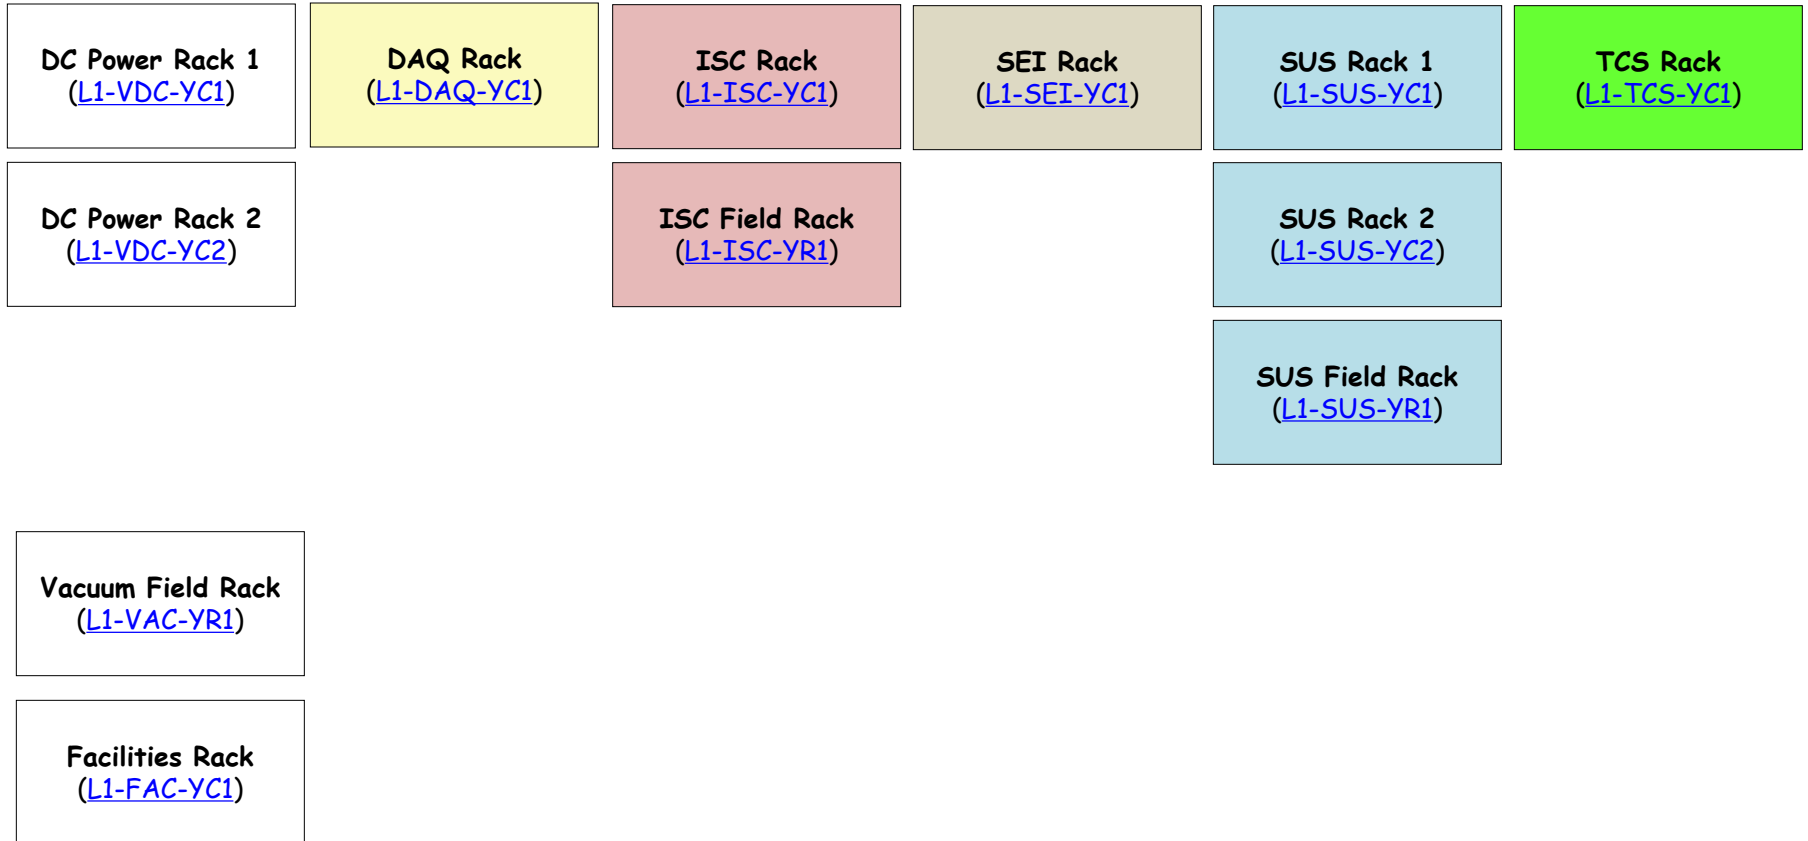 DC Power Rack 1
(L1-VDC-YC1)
DAQ Rack
(L1-DAQ-YC1)
ISC Rack
(L1-ISC-YC1)
SEI Rack
(L1-SEI-YC1)
SUS Rack 1
(L1-SUS-YC1)
TCS Rack
(L1-TCS-YC1)
DC Power Rack 2
(L1-VDC-YC2)
ISC Field Rack
(L1-ISC-YR1)
SUS Rack 2
(L1-SUS-YC2)
SUS Field Rack
(L1-SUS-YR1)
Vacuum Field Rack
(L1-VAC-YR1)
Facilities Rack
(L1-FAC-YC1)